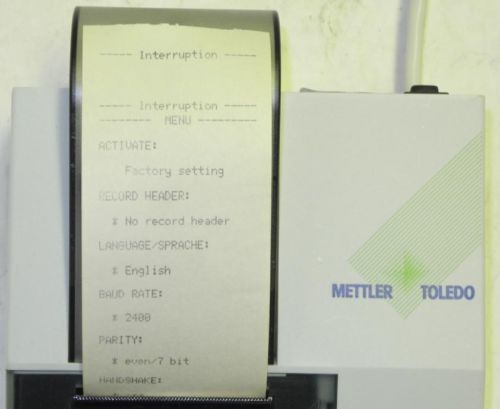 ----- Interruption -----
----- Interruption -----
--------- MENU ----------
ACTIVATE:
Factory setting
RECORD HEADER:
* No record header
LANGUAGE/SPRACHE:
* English
BAUD RATE:
* 2400
PARITY:
* even/7 bit
HANDSHAKE:
METTLER TOLEDO